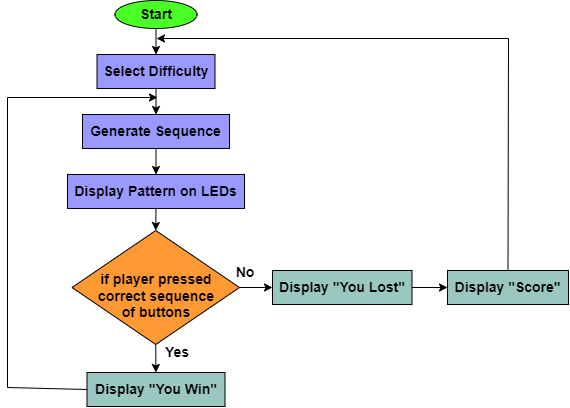 Start
Select Difficulty
Generate Sequence
Display Pattern on LEDs
if player pressed
correct sequence
of buttons
No
Display "You Lost"
Display "Score"
Yes
Display "You Win"